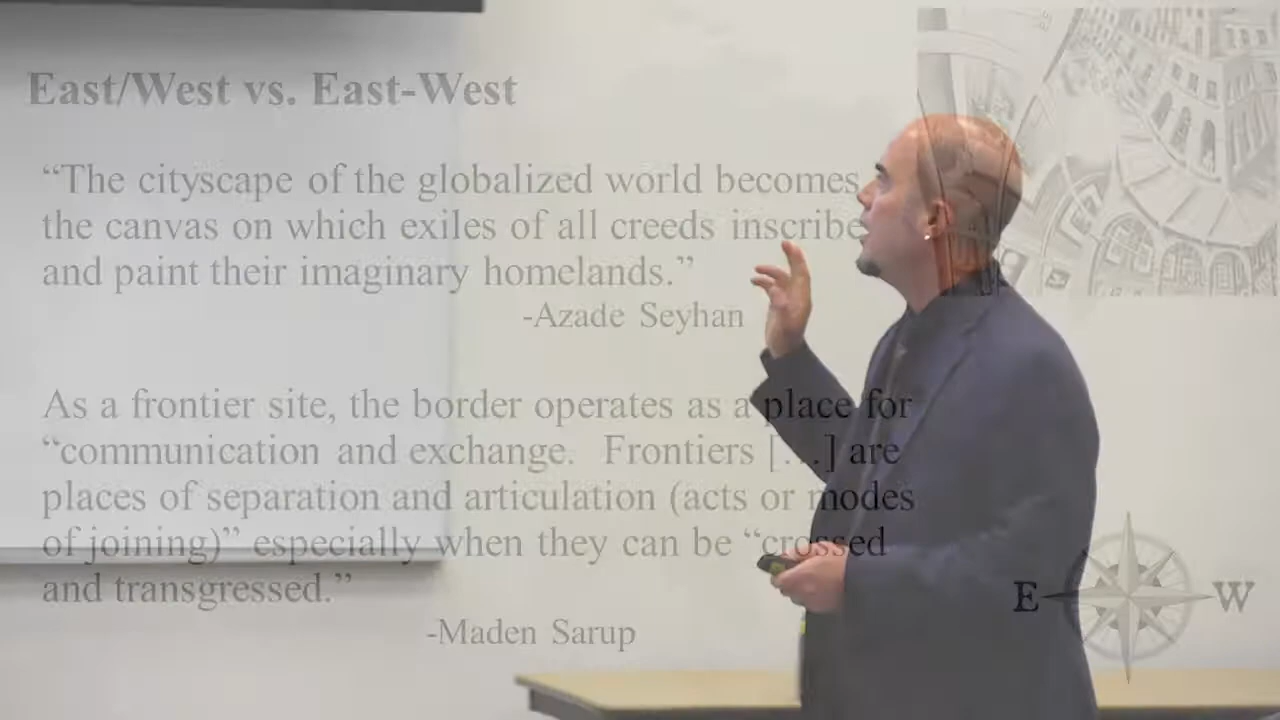 East/West vs. East-West
“The cityscape of the globalized world becomes
the canvas on which exiles of all creeds inscribe
and paint their imaginary homelands.”
-Azade Seyhan
As a frontier site, the border operates as a place for
“communication and exchange. Frontiers […] are
places of separation and articulation (acts or modes
of joining)” especially when they can be “crossed
and transgressed.”
-Maden Sarup
E W